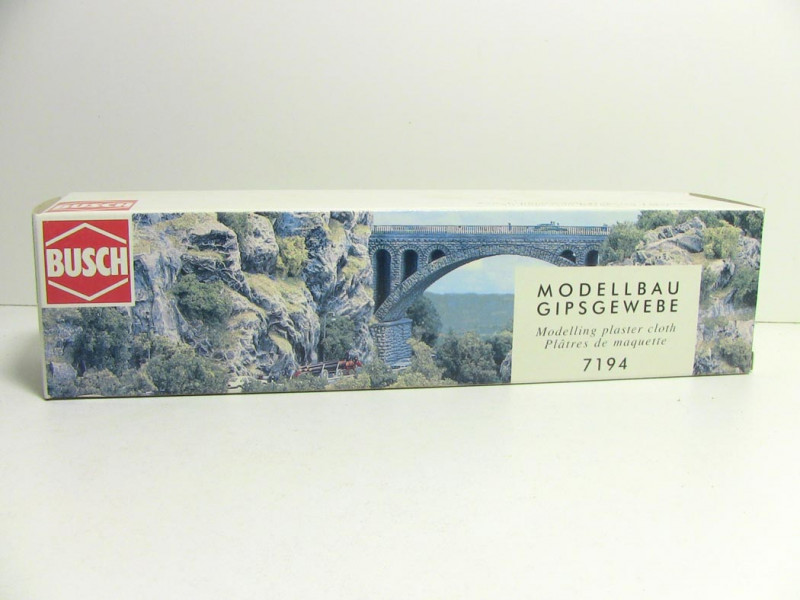 BUSCH
BUSCH
MODELLBAU
GIPSGEWEBE
Modelling plaster cloth
Plâtres de maquette
7194